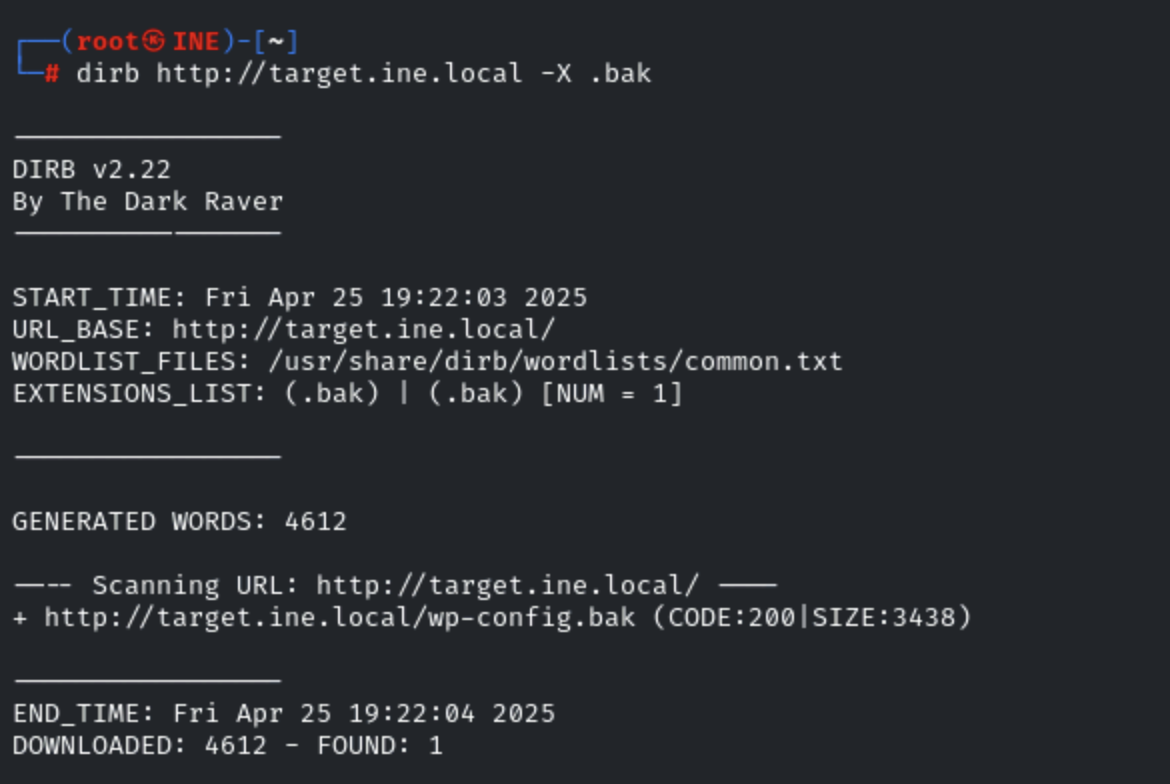 (root㉿INE)-[~]
# dirb http://target.ine.local -X .bak
DIRB v2.22
By The Dark Raver
START_TIME: Fri Apr 25 19:22:03 2025
URL_BASE: http://target.ine.local/
WORDLIST_FILES: /usr/share/dirb/wordlists/common.txt
EXTENSIONS_LIST: (.bak) | (.bak) [NUM = 1]
GENERATED WORDS: 4612
---- Scanning URL: http://target.ine.local/ ----
+ http://target.ine.local/wp-config.bak (CODE:200|SIZE:3438)
END_TIME: Fri Apr 25 19:22:04 2025
DOWNLOADED: 4612 - FOUND: 1